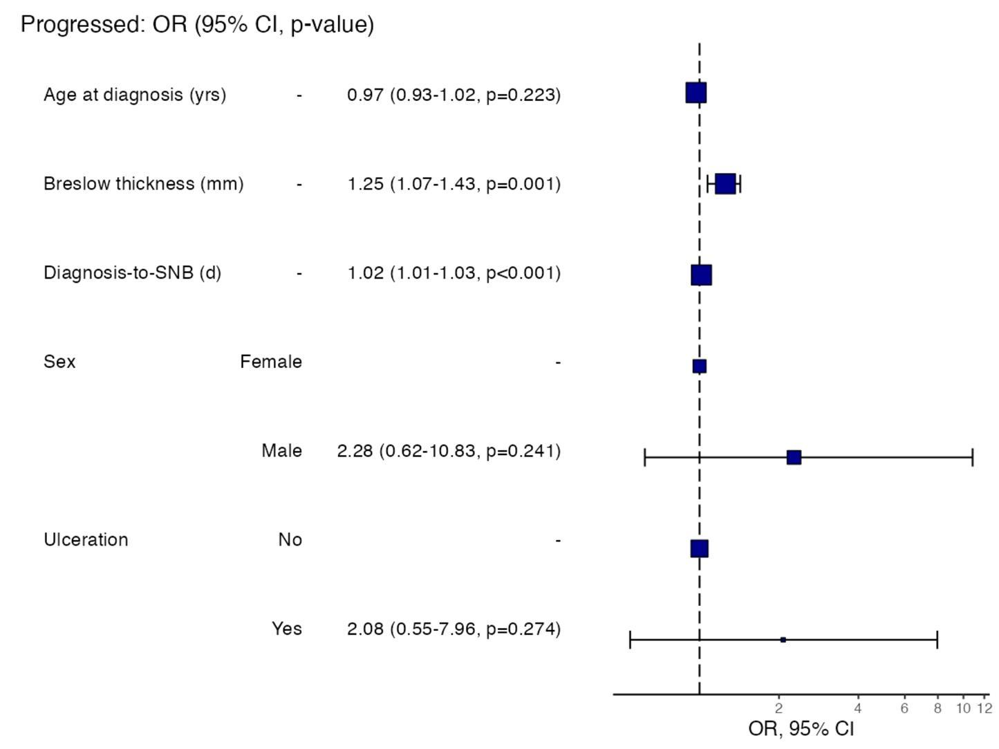 Progressed: OR (95% CI, p-value)
Age at diagnosis (yrs) - 0.97 (0.93-1.02, p=0.223)
Breslow thickness (mm) - 1.25 (1.07-1.43, p=0.001)
Diagnosis-to-SNB (d) - 1.02 (1.01-1.03, p<0.001)
Sex Female -
Male 2.28 (0.62-10.83, p=0.241)
Ulceration No -
Yes 2.08 (0.55-7.96, p=0.274)
2 4 6 8 10 12
OR, 95% CI